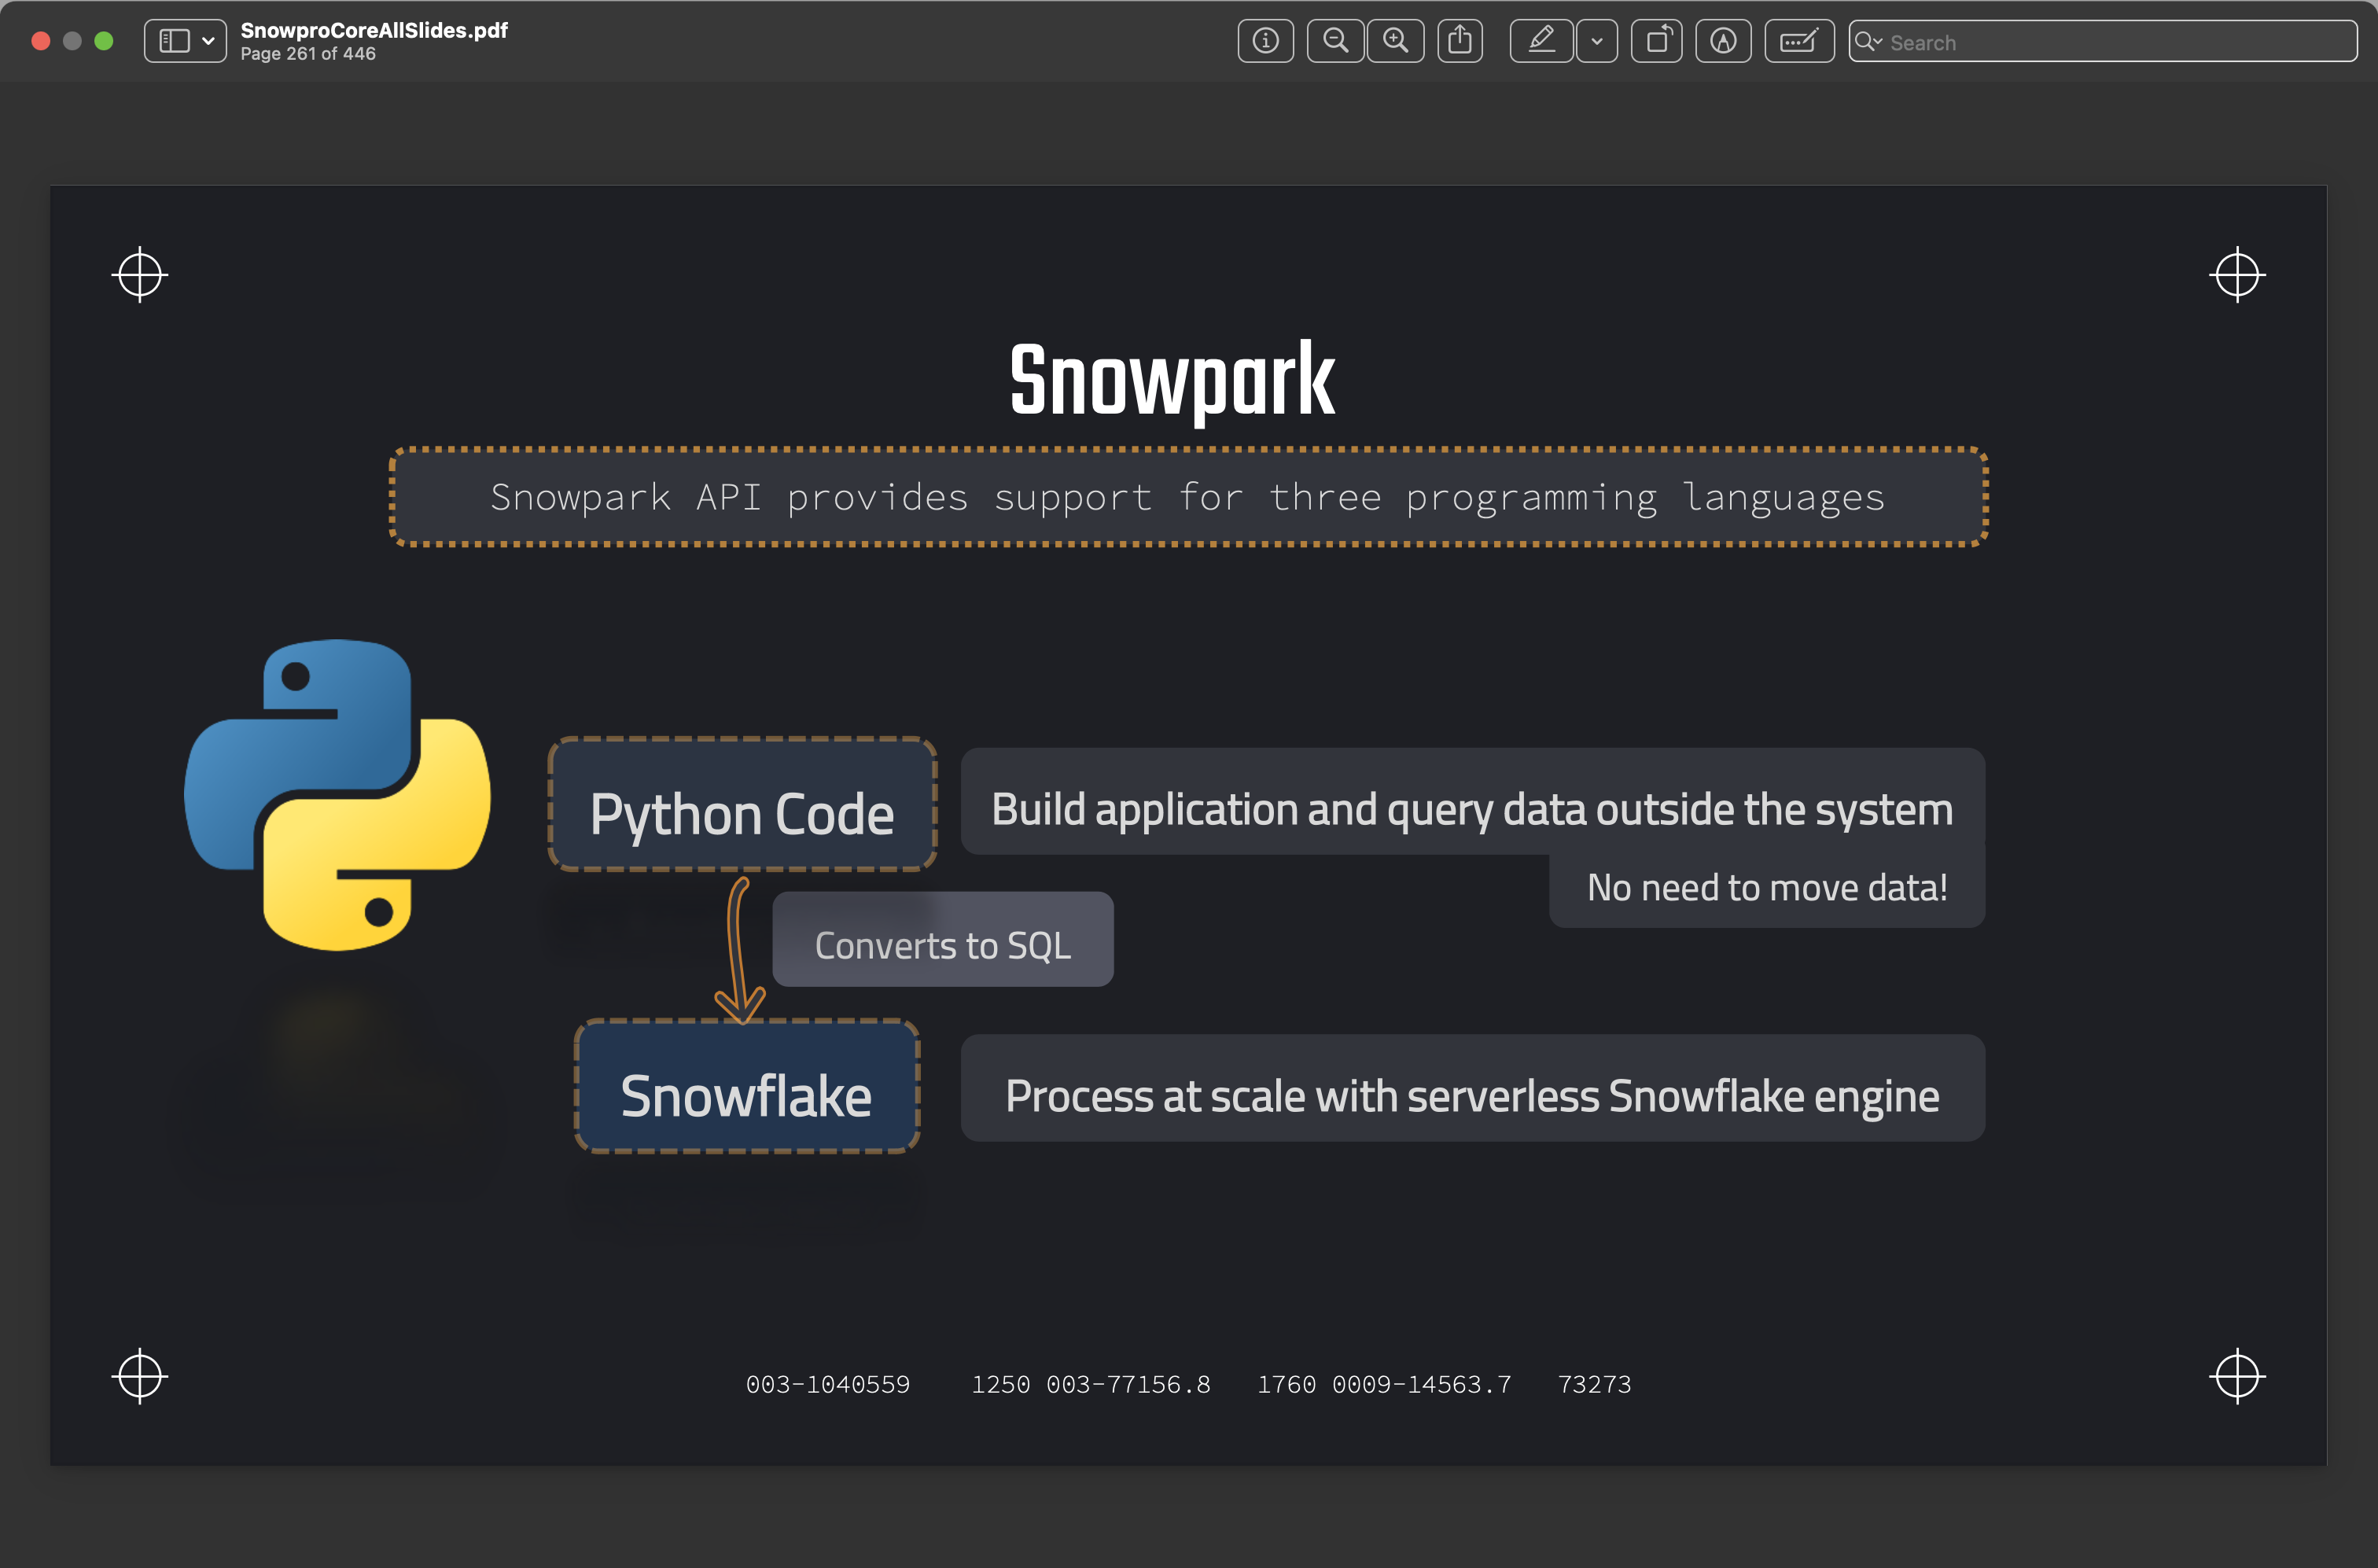 SnowproCoreAllSlides.pdf
Page 261 of 446
Search
Snowpark
Snowpark API provides support for three programming languages
Python Code
Build application and query data outside the system
No need to move data!
Converts to SQL
Snowflake
Process at scale with serverless Snowflake engine
003-1040559 1250 003-77156.8 1760 0009-14563.7 73273